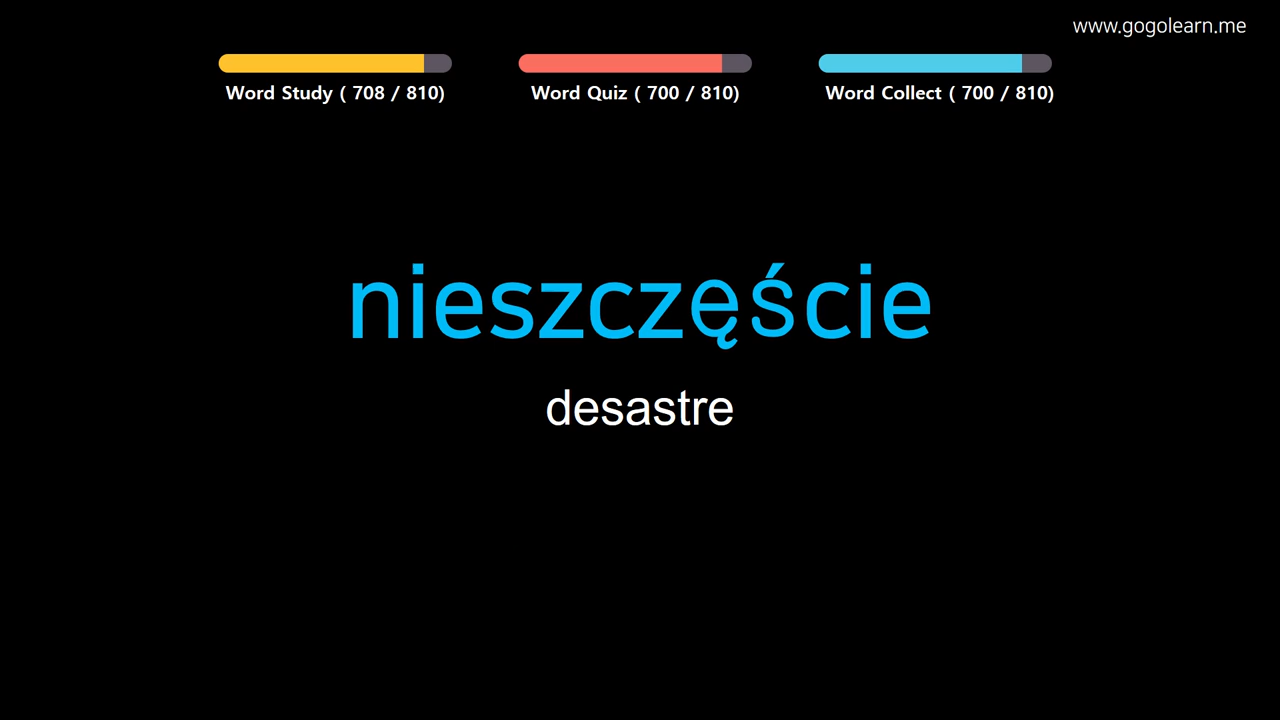 www.gogolearn.me
Word Study ( 708 / 810)
Word Quiz ( 700 / 810)
Word Collect ( 700 / 810)
nieszczęście
desastre